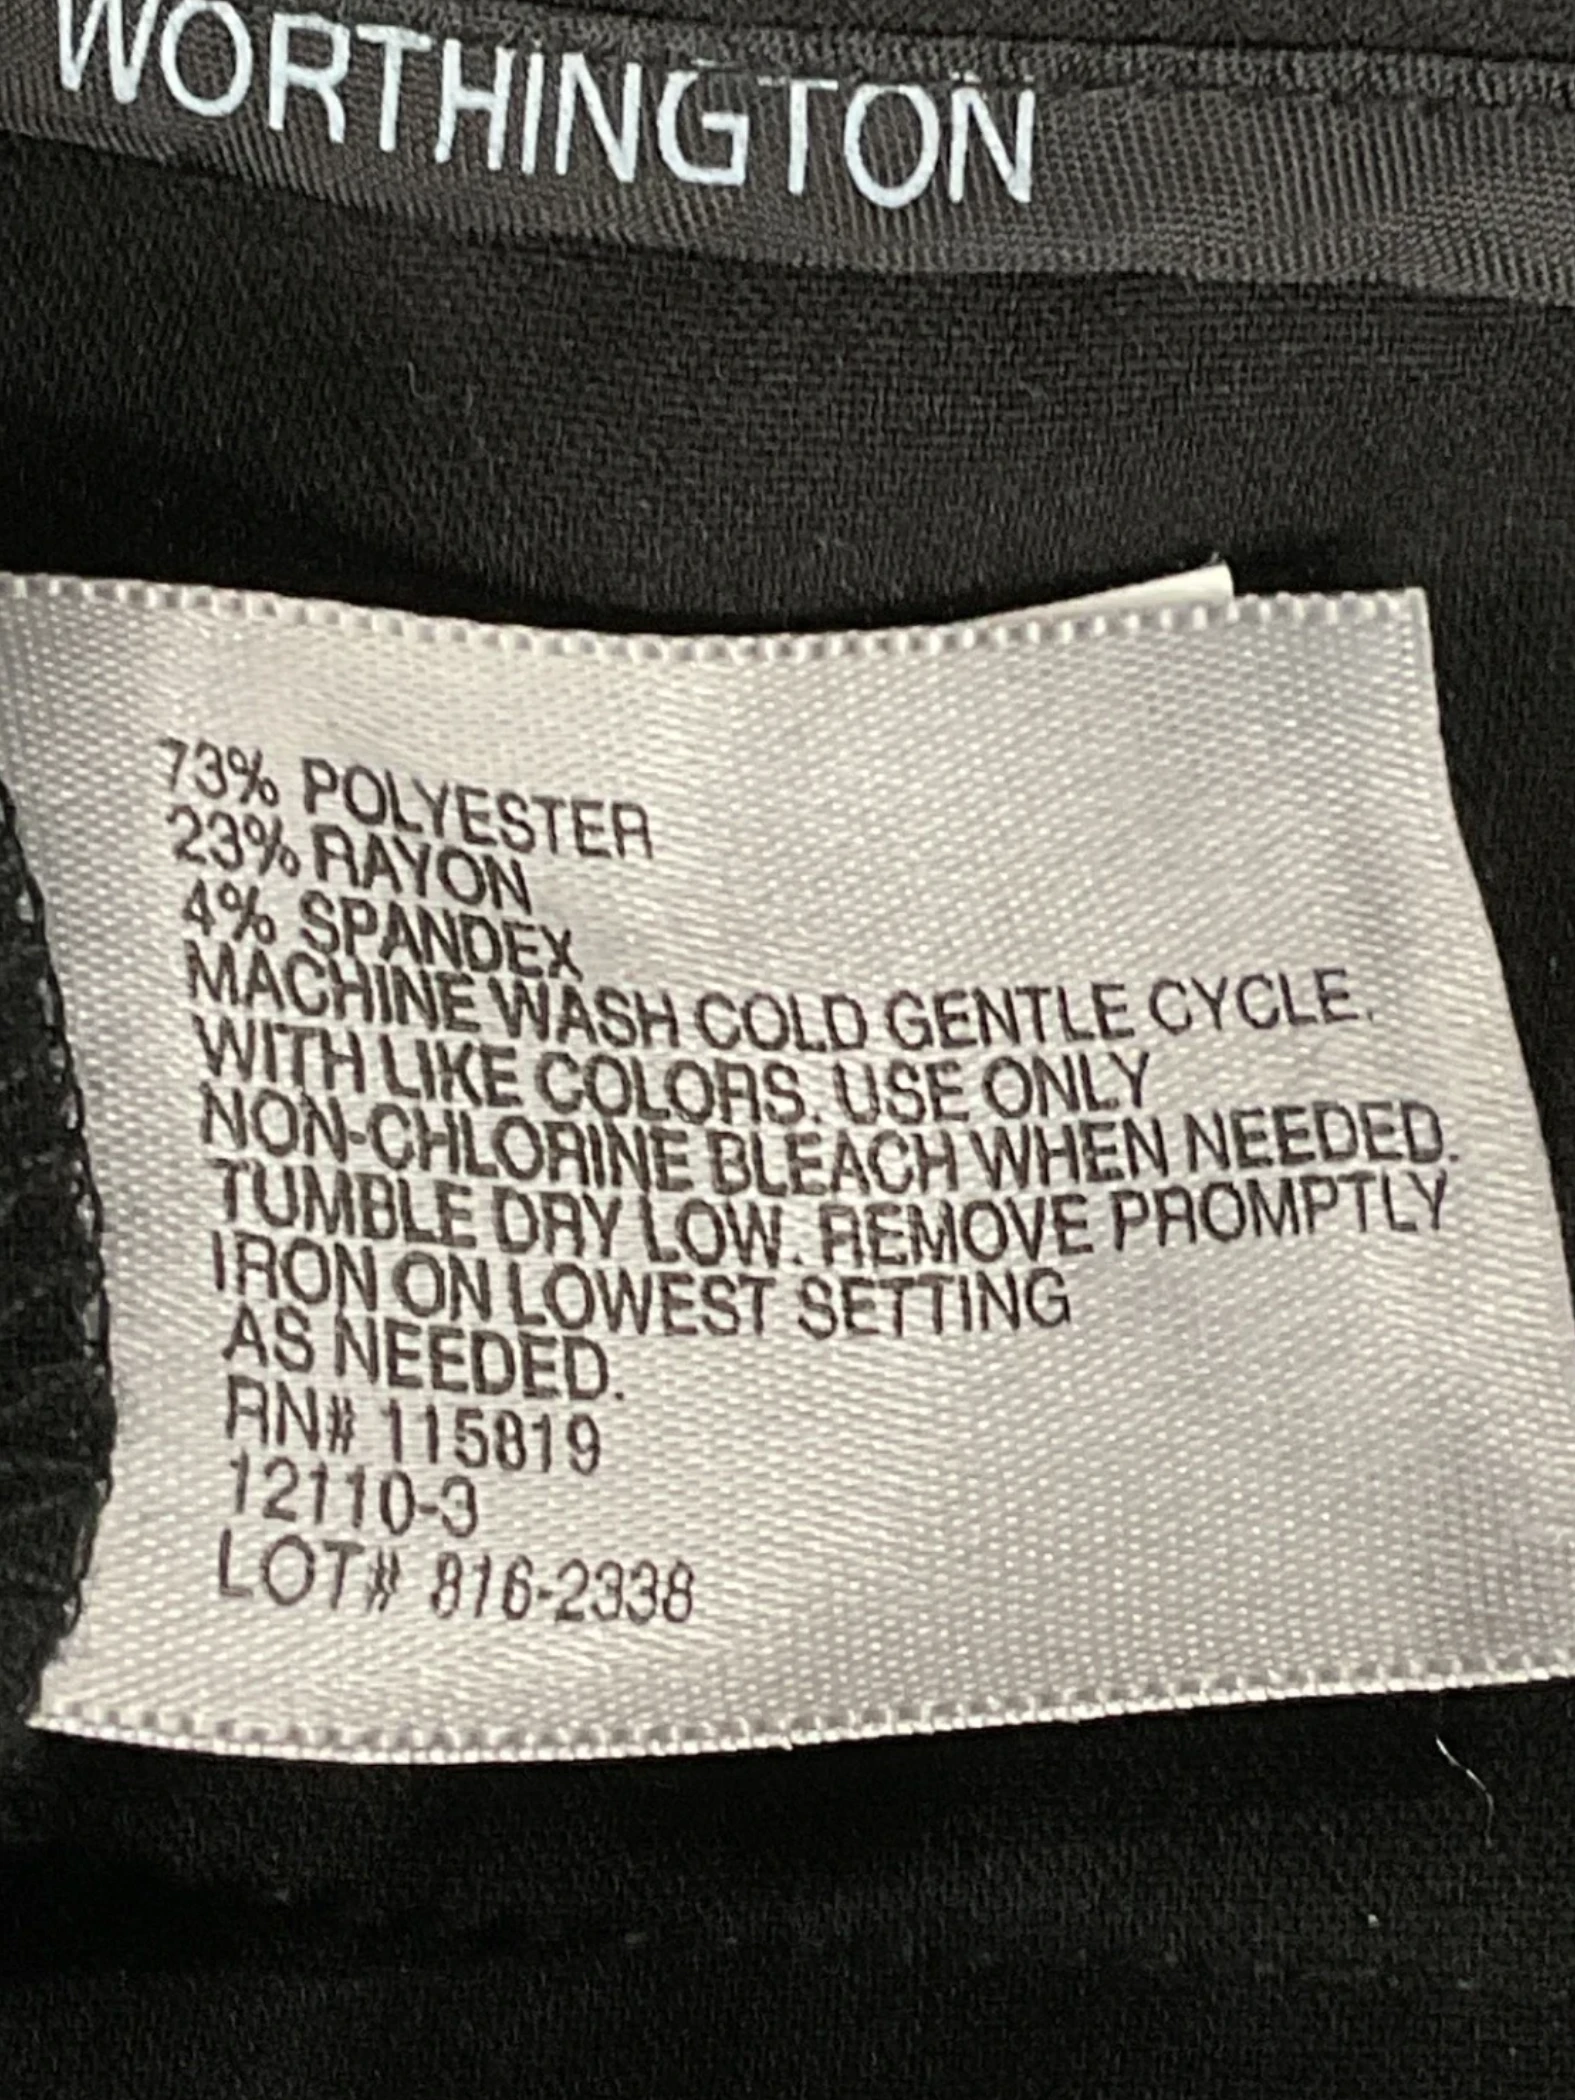 WORTHINGTON
73% POLYESTER
23% RAYON
4% SPANDEX
MACHINE WASH COLD GENTLE CYCLE.
WITH LIKE COLORS. USE ONLY
NON-CHLORINE BLEACH WHEN NEEDED.
TUMBLE DRY LOW. REMOVE PROMPTLY
IRON ON LOWEST SETTING
AS NEEDED.
RN# 115819
12110-3
LOT# 816-2338